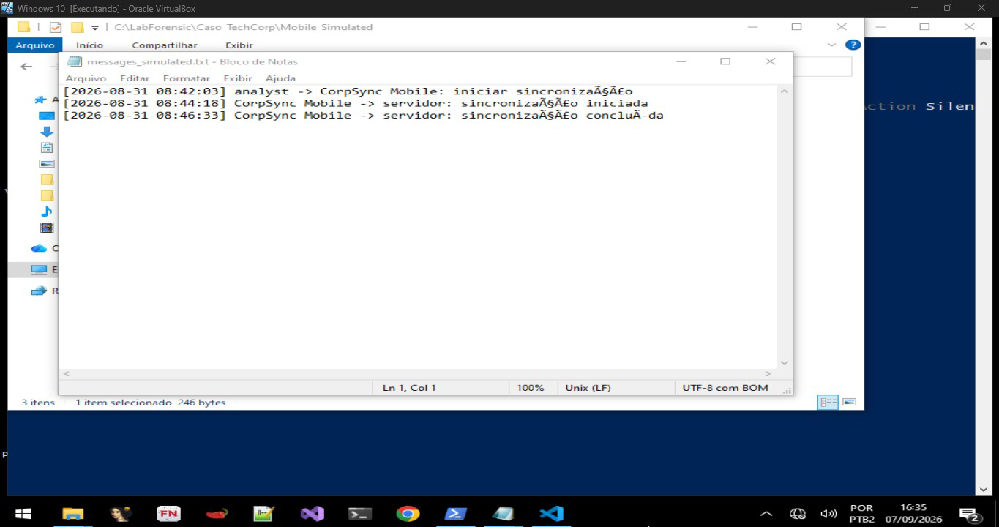 Windows 10 [Executando] - Oracle VirtualBox
C:\LabForensic\Caso_TechCorp\Mobile_Simulated
Arquivo Início Compartilhar Exibir
messages_simulated.txt - Bloco de Notas
Arquivo Editar Formatar Exibir Ajuda
[2026-08-31 08:42:03] analyst -> CorpSync Mobile: iniciar sincronizaÃ§Ã£o
[2026-08-31 08:44:18] CorpSync Mobile -> servidor: sincronizaÃ§Ã£o iniciada
[2026-08-31 08:46:33] CorpSync Mobile -> servidor: sincronizaÃ§Ã£o concluÃ-da
ction Silen
Ln 1, Col 1 100% Unix (LF) UTF-8 com BOM
3 itens 1 item selecionado 246 bytes
FN
POR
PTB2
16:35
07/09/2026
2